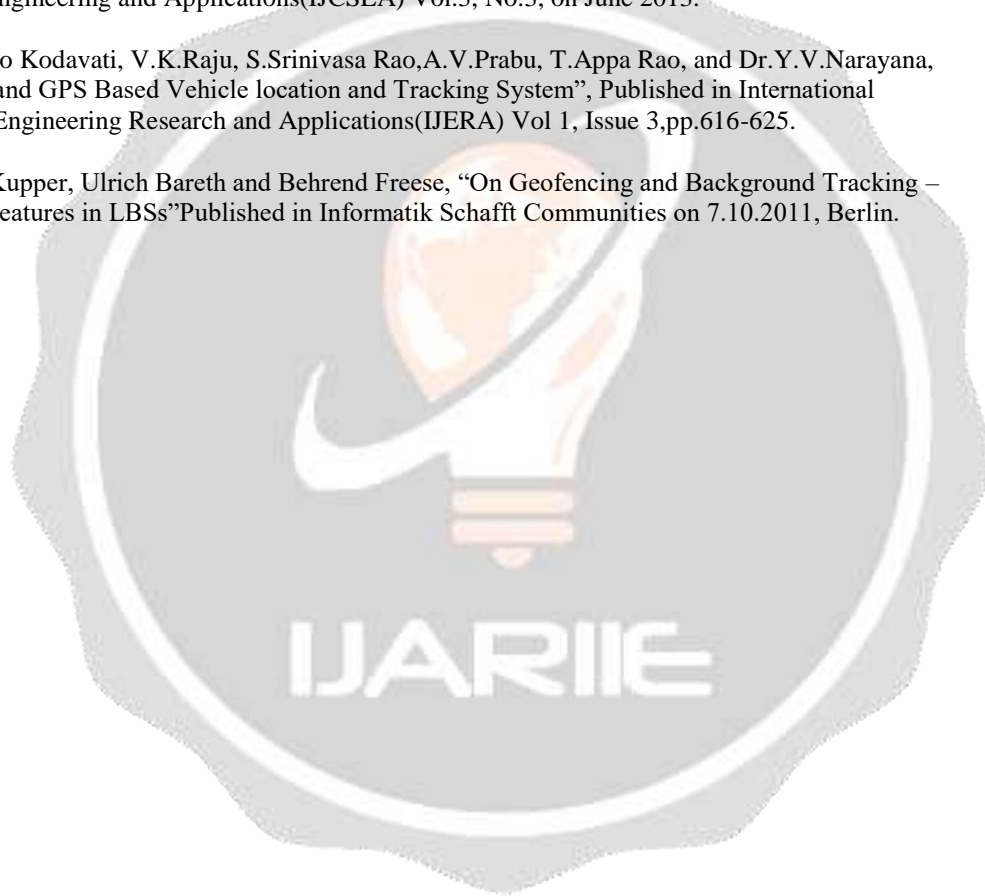 ngineering and Applications(IJCSEA) Vol.3, No.3, on June 2013.
o Kodavati, V.K.Raju, S.Srinivasa Rao,A.V.Prabu, T.Appa Rao, and Dr.Y.V.Narayana,
and GPS Based Vehicle location and Tracking System”, Published in International
Engineering Research and Applications(IJERA) Vol 1, Issue 3,pp.616-625.
Kupper, Ulrich Bareth and Behrend Freese, “On Geofencing and Background Tracking –
eatures in LBSs”Published in Informatik Schafft Communities on 7.10.2011, Berlin.
IJARIIE